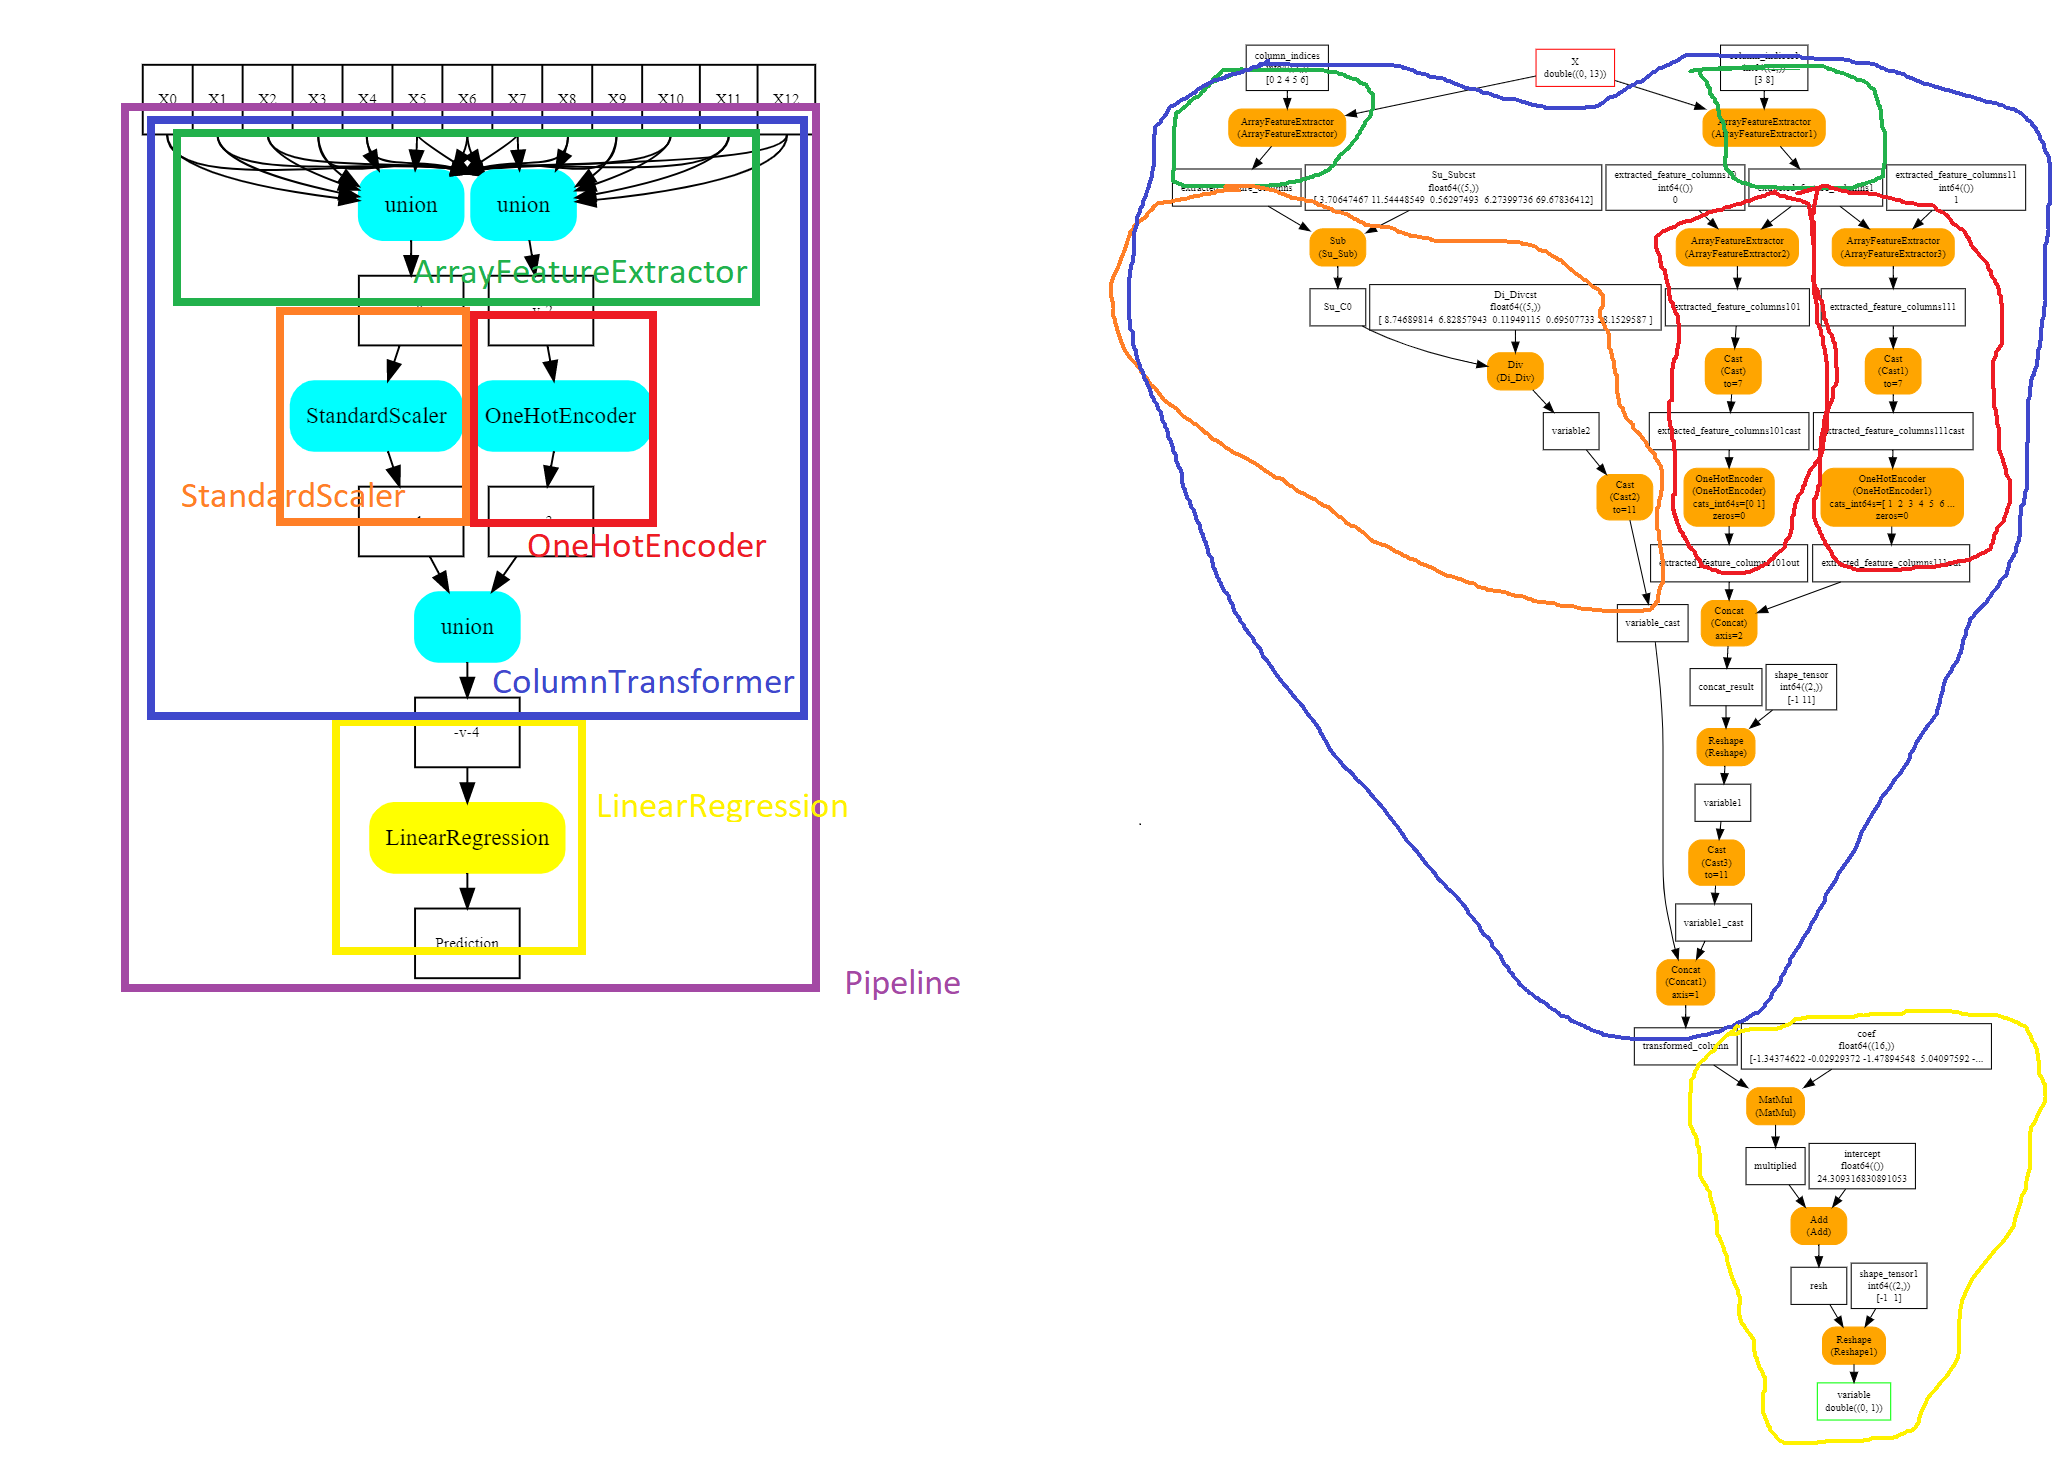 X0 X1 X2 X3 X4 X5 X6 X7 X8 X9 X10 X11 X12
union
union
ArrayFeatureExtractor
StandardScaler
OneHotEncoder
StandardScaler
OneHotEncoder
union
ColumnTransformer
-v-4
LinearRegression
LinearRegression
Prediction
Pipeline
column_indices
[0 2 4 5 6]
X
double((0, 13))
[3 8]
ArrayFeatureExtractor
(ArrayFeatureExtractor)
ArrayFeatureExtractor
(ArrayFeatureExtractor1)
extracted_feature_columns
Su_Subcst
float64((5,))
[ 3.70647467 11.54448549 0.56297493 6.27399736 69.67836412]
extracted_feature_columns10
int64(())
0
extracted_feature_columns1
extracted_feature_columns11
int64(())
1
Sub
(Su_Sub)
ArrayFeatureExtractor
(ArrayFeatureExtractor2)
ArrayFeatureExtractor
(ArrayFeatureExtractor3)
Su_C0
Di_Divcst
float64((5,))
[ 8.74689814 6.82857943 0.11949115 0.69507733 28.1529587 ]
extracted_feature_columns101
extracted_feature_columns111
Div
(Di_Div)
Cast
(Cast)
to=7
Cast
(Cast1)
to=7
variable2
extracted_feature_columns101cast
extracted_feature_columns111cast
Cast
(Cast2)
to=11
OneHotEncoder
(OneHotEncoder)
cats_int64s=[0 1]
zeros=0
OneHotEncoder
(OneHotEncoder1)
cats_int64s=[ 1 2 3 4 5 6 ...
zeros=0
extracted_feature_columns101out
extracted_feature_columns111out
variable_cast
Concat
(Concat)
axis=2
concat_result
shape_tensor
int64((2,))
[-1 11]
Reshape
(Reshape)
variable1
Cast
(Cast3)
to=11
variable1_cast
Concat
(Concat1)
axis=1
transformed_column
coef
float64((16,))
[-1.34374622 -0.02929372 -1.47894548 5.04097592 -...
MatMul
(MatMul)
multiplied
intercept
float64(())
24.309316830891053
Add
(Add)
resh
shape_tensor1
int64((2,))
[-1 1]
Reshape
(Reshape1)
variable
double((0, 1))